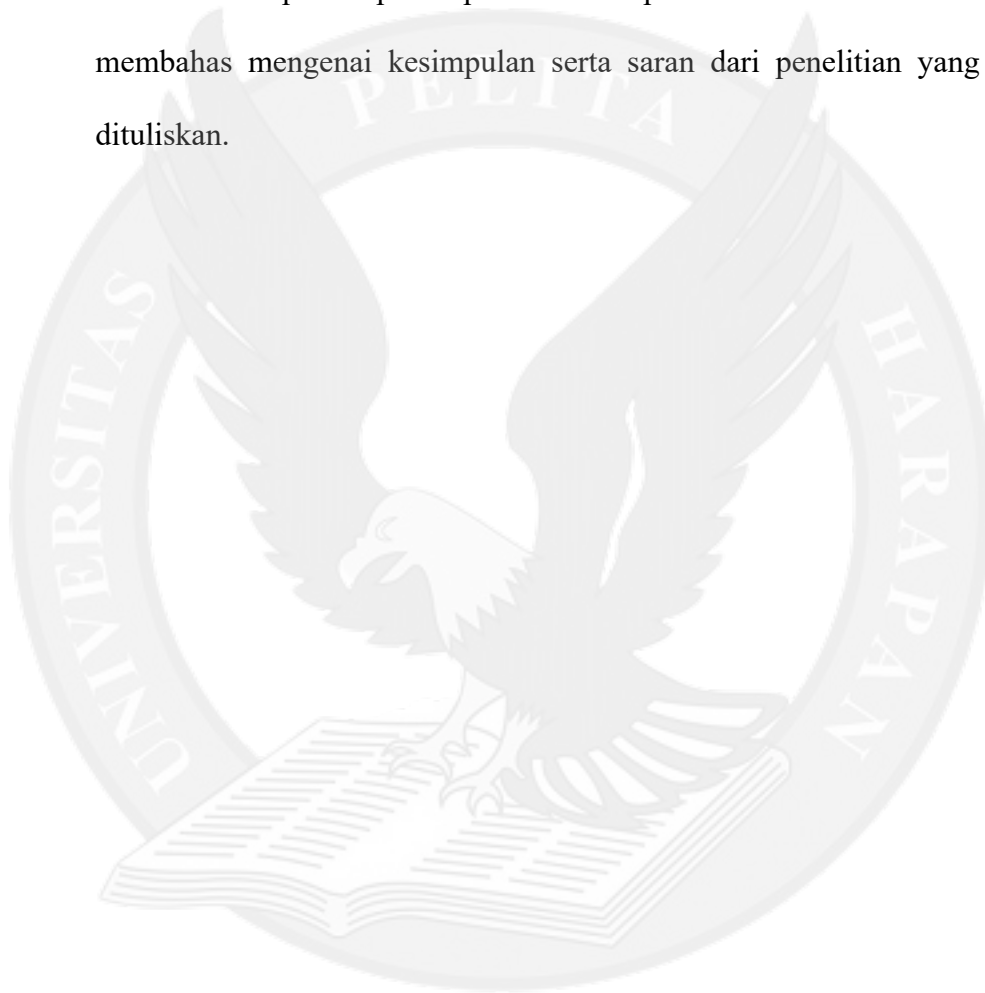 membahas mengenai kesimpulan serta saran dari penelitian yang
dituliskan.
UNIVERSITAS PELITA HARAPAN